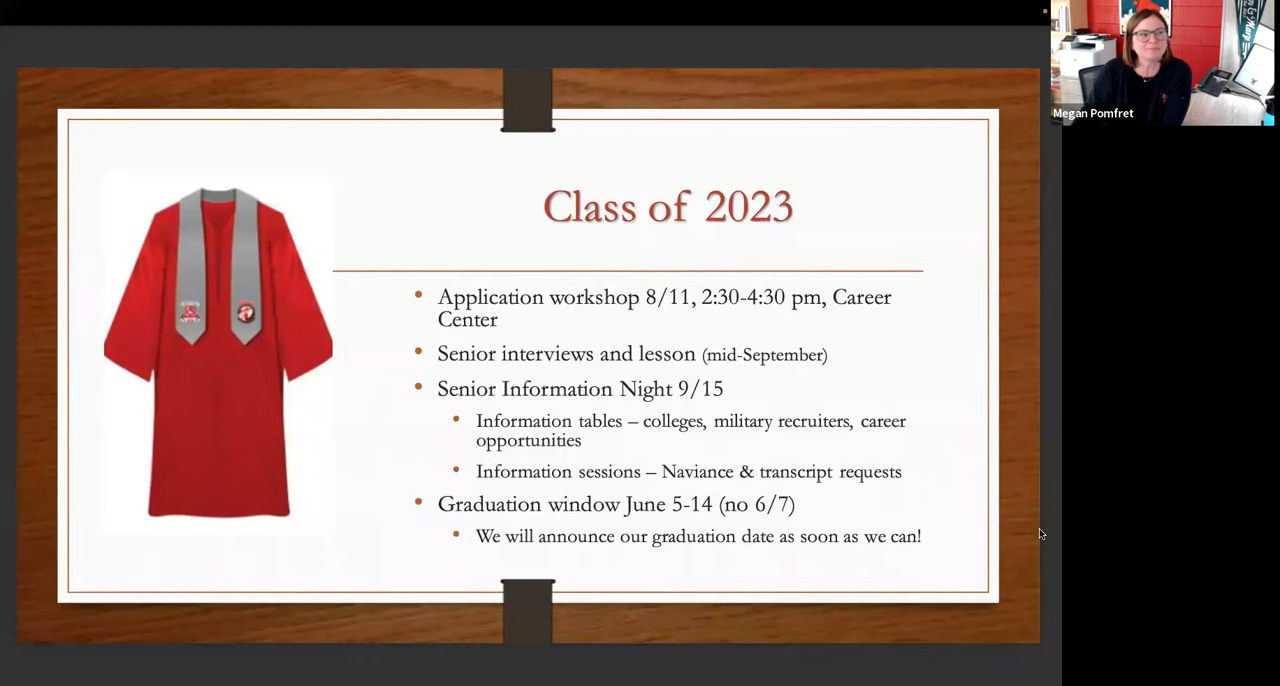 Class of 2023
Application workshop 8/11, 2:30-4:30 pm, Career
Center
Senior interviews and lesson (mid-September)
Senior Information Night 9/15
Information tables – colleges, military recruiters, career
opportunities
Information sessions – Naviance & transcript requests
Graduation window June 5-14 (no 6/7)
We will announce our graduation date as soon as we can!
Megan Pomfret